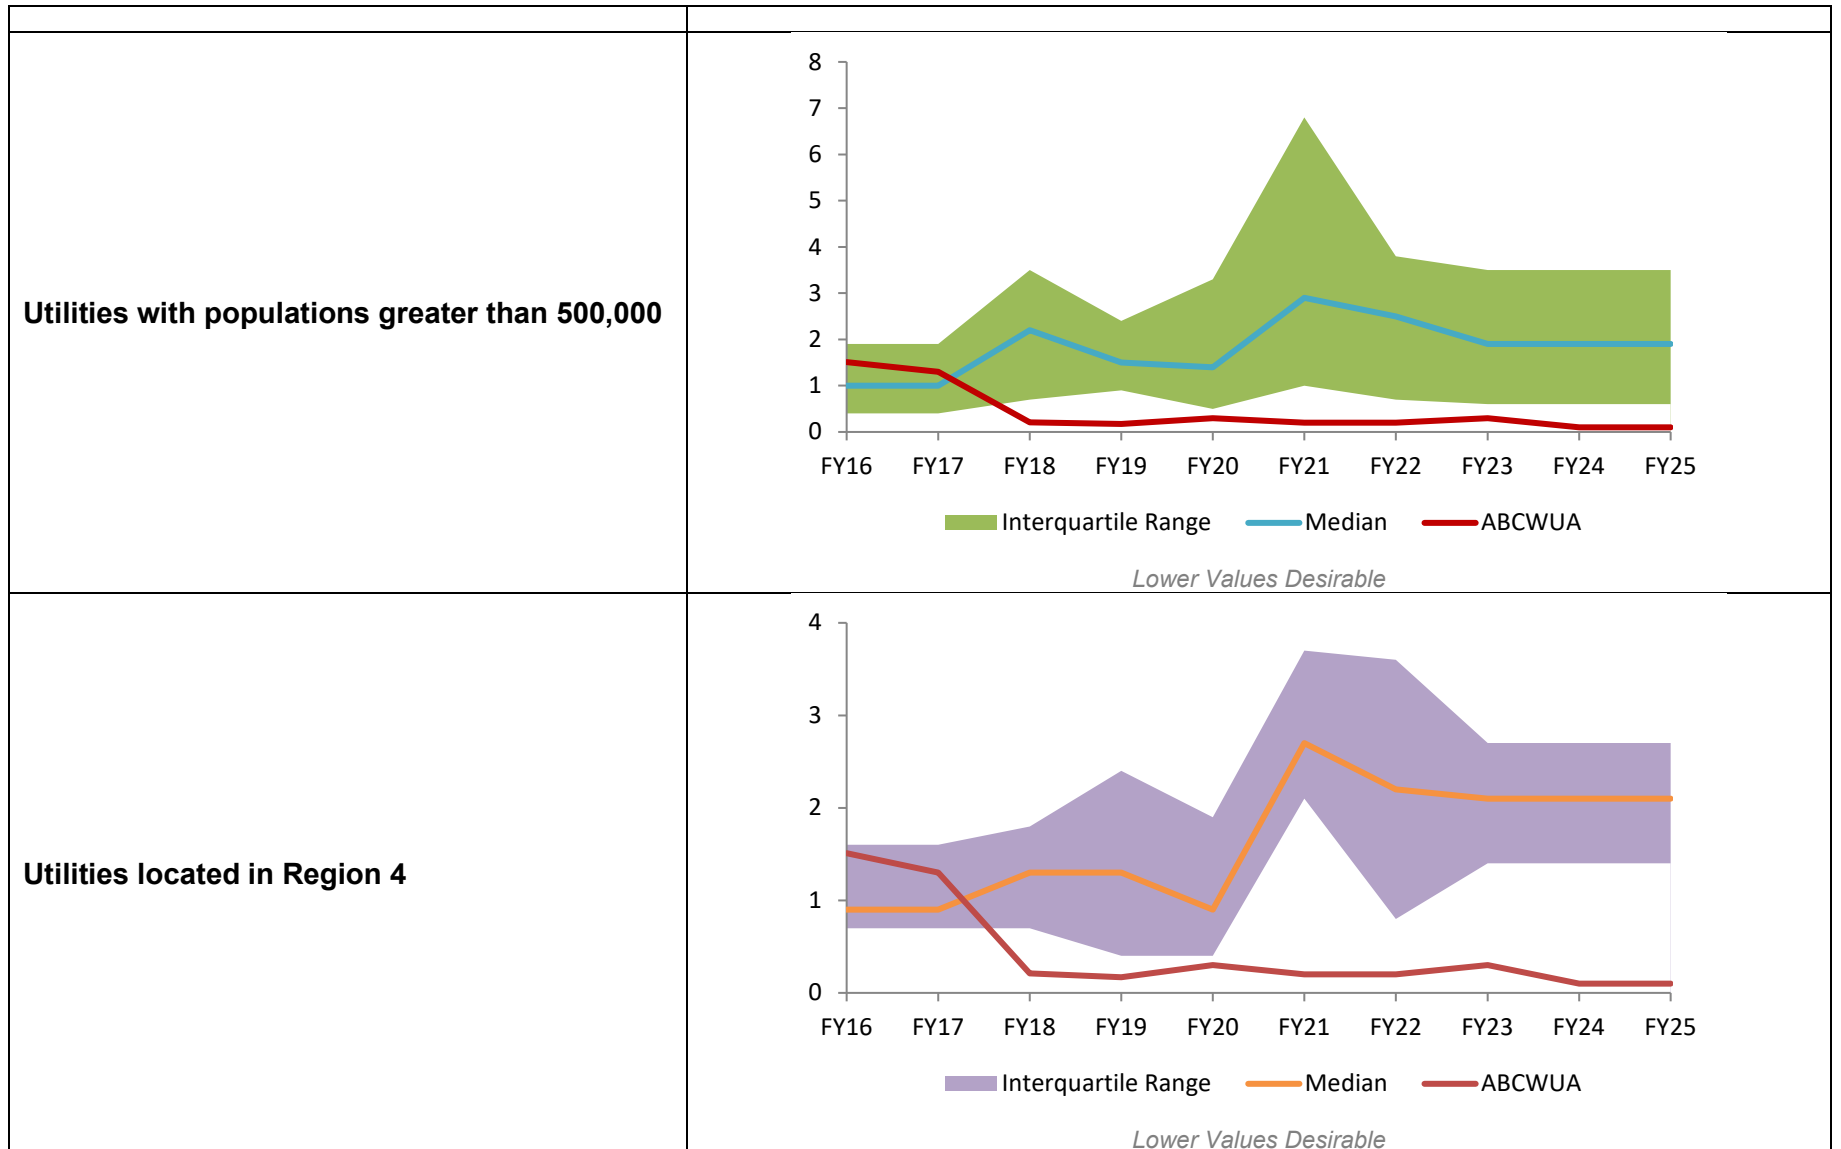 Utilities with populations greater than 500,000
8
7
6
5
4
3
2
1
0
FY16 FY17 FY18 FY19 FY20 FY21 FY22 FY23 FY24 FY25
Interquartile Range Median ABCWUA
Lower Values Desirable
Utilities located in Region 4
4
3
2
1
0
FY16 FY17 FY18 FY19 FY20 FY21 FY22 FY23 FY24 FY25
Interquartile Range Median ABCWUA
Lower Values Desirable